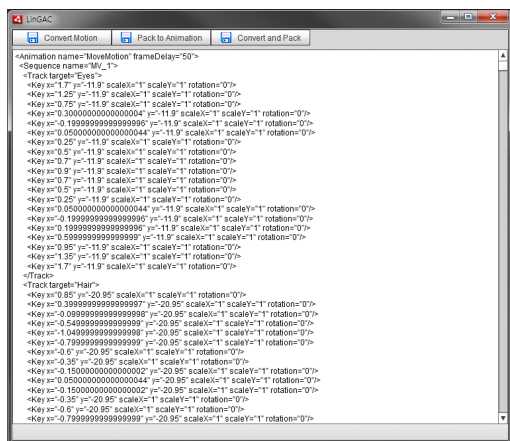 LinGAC
Convert Motion Pack to Animation Convert and Pack
<Animation name="MoveMotion" frameDelay="50">
<Sequence name="MV_1">
<Track target="Eyes">
<Key x="1.7" y="-11.9" scaleX="1" scaleY="1" rotation="0"/>
<Key x="1.25" y="-11.9" scaleX="1" scaleY="1" rotation="0"/>
<Key x="0.75" y="-11.9" scaleX="1" scaleY="1" rotation="0"/>
<Key x="0.30000000000000004" y="-11.9" scaleX="1" scaleY="1" rotation="0"/>
<Key x="-0.19999999999999996" y="-11.9" scaleX="1" scaleY="1" rotation="0"/>
<Key x="0.050000000000000044" y="-11.9" scaleX="1" scaleY="1" rotation="0"/>
<Key x="0.25" y="-11.9" scaleX="1" scaleY="1" rotation="0"/>
<Key x="0.5" y="-11.9" scaleX="1" scaleY="1" rotation="0"/>
<Key x="0.7" y="-11.9" scaleX="1" scaleY="1" rotation="0"/>
<Key x="0.9" y="-11.9" scaleX="1" scaleY="1" rotation="0"/>
<Key x="0.7" y="-11.9" scaleX="1" scaleY="1" rotation="0"/>
<Key x="0.5" y="-11.9" scaleX="1" scaleY="1" rotation="0"/>
<Key x="0.25" y="-11.9" scaleX="1" scaleY="1" rotation="0"/>
<Key x="0.050000000000000044" y="-11.9" scaleX="1" scaleY="1" rotation="0"/>
<Key x="-0.19999999999999996" y="-11.9" scaleX="1" scaleY="1" rotation="0"/>
<Key x="0.19999999999999996" y="-11.9" scaleX="1" scaleY="1" rotation="0"/>
<Key x="0.5999999999999999" y="-11.9" scaleX="1" scaleY="1" rotation="0"/>
<Key x="0.95" y="-11.9" scaleX="1" scaleY="1" rotation="0"/>
<Key x="1.35" y="-11.9" scaleX="1" scaleY="1" rotation="0"/>
<Key x="1.7" y="-11.9" scaleX="1" scaleY="1" rotation="0"/>
</Track>
<Track target="Hair">
<Key x="0.85" y="-20.95" scaleX="1" scaleY="1" rotation="0"/>
<Key x="0.39999999999999997" y="-20.95" scaleX="1" scaleY="1" rotation="0"/>
<Key x="-0.09999999999999998" y="-20.95" scaleX="1" scaleY="1" rotation="0"/>
<Key x="-0.5499999999999999" y="-20.95" scaleX="1" scaleY="1" rotation="0"/>
<Key x="-1.0499999999999998" y="-20.95" scaleX="1" scaleY="1" rotation="0"/>
<Key x="-0.7999999999999999" y="-20.95" scaleX="1" scaleY="1" rotation="0"/>
<Key x="-0.6" y="-20.95" scaleX="1" scaleY="1" rotation="0"/>
<Key x="-0.35" y="-20.95" scaleX="1" scaleY="1" rotation="0"/>
<Key x="-0.15000000000000002" y="-20.95" scaleX="1" scaleY="1" rotation="0"/>
<Key x="0.050000000000000044" y="-20.95" scaleX="1" scaleY="1" rotation="0"/>
<Key x="-0.15000000000000002" y="-20.95" scaleX="1" scaleY="1" rotation="0"/>
<Key x="-0.35" y="-20.95" scaleX="1" scaleY="1" rotation="0"/>
<Key x="-0.6" y="-20.95" scaleX="1" scaleY="1" rotation="0"/>
<Key x="-0.7999999999999999" y="-20.95" scaleX="1" scaleY="1" rotation="0"/>